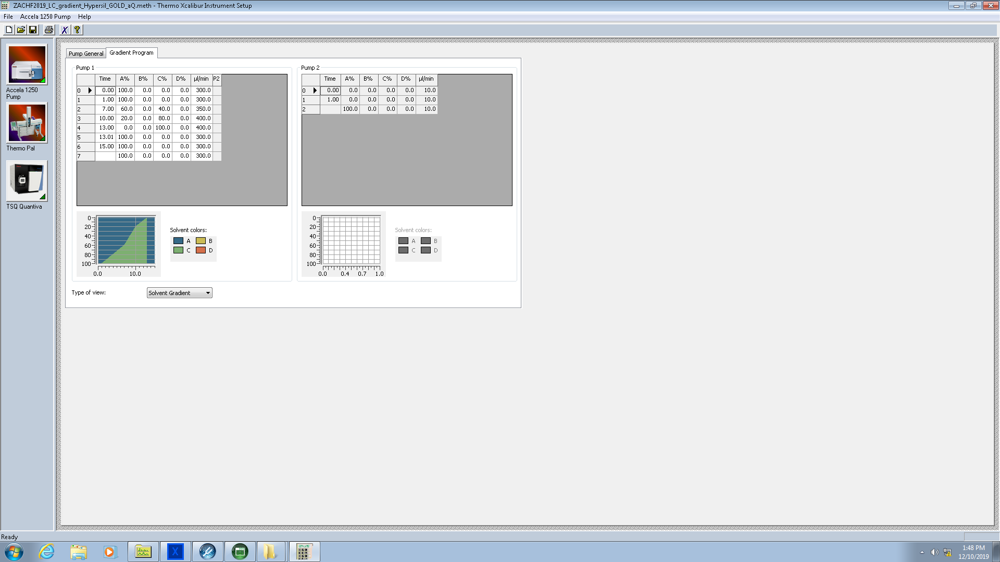 ZACHF2019_LC_gradient_Hypersil_GOLD_aQ.meth - Thermo Xcalibur Instrument Setup
File Accela 1250 Pump Help
Accela 1250
Pump
Thermo Pal
TSQ Quantiva
Pump General Gradient Program
Pump 1
Time A% B% C% D% µl/min P2
0 0.00 100.0 0.0 0.0 0.0 300.0
1 1.00 100.0 0.0 0.0 0.0 300.0
2 7.00 60.0 0.0 40.0 0.0 350.0
3 10.00 20.0 0.0 80.0 0.0 400.0
4 13.00 0.0 0.0 100.0 0.0 400.0
5 13.01 100.0 0.0 0.0 0.0 300.0
6 15.00 100.0 0.0 0.0 0.0 300.0
7 100.0 0.0 0.0 0.0 300.0
0
20
40
60
80
100
0.0 10.0
Solvent colors:
A B
C D
Pump 2
Time A% B% C% D% µl/min
0 0.00 0.0 0.0 0.0 0.0 10.0
1 1.00 0.0 0.0 0.0 0.0 10.0
2 100.0 0.0 0.0 0.0 10.0
0
20
40
60
80
100
0.0 0.4 0.7 1.0
Solvent colors:
A B
C D
Type of view: Solvent Gradient
Ready
1:48 PM
12/10/2019